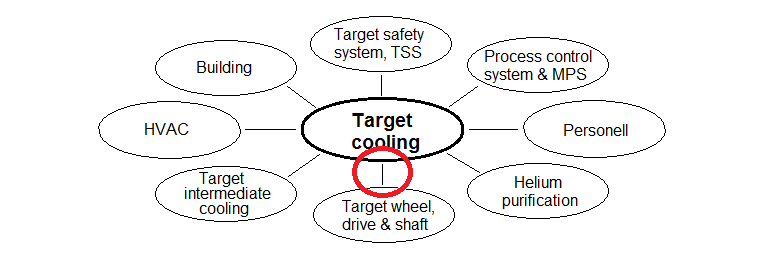 Target safety
system, TSS
Building
Process control
system & MPS
HVAC
Target
cooling
Personell
Target
intermediate
cooling
Helium
purification
Target wheel,
drive & shaft